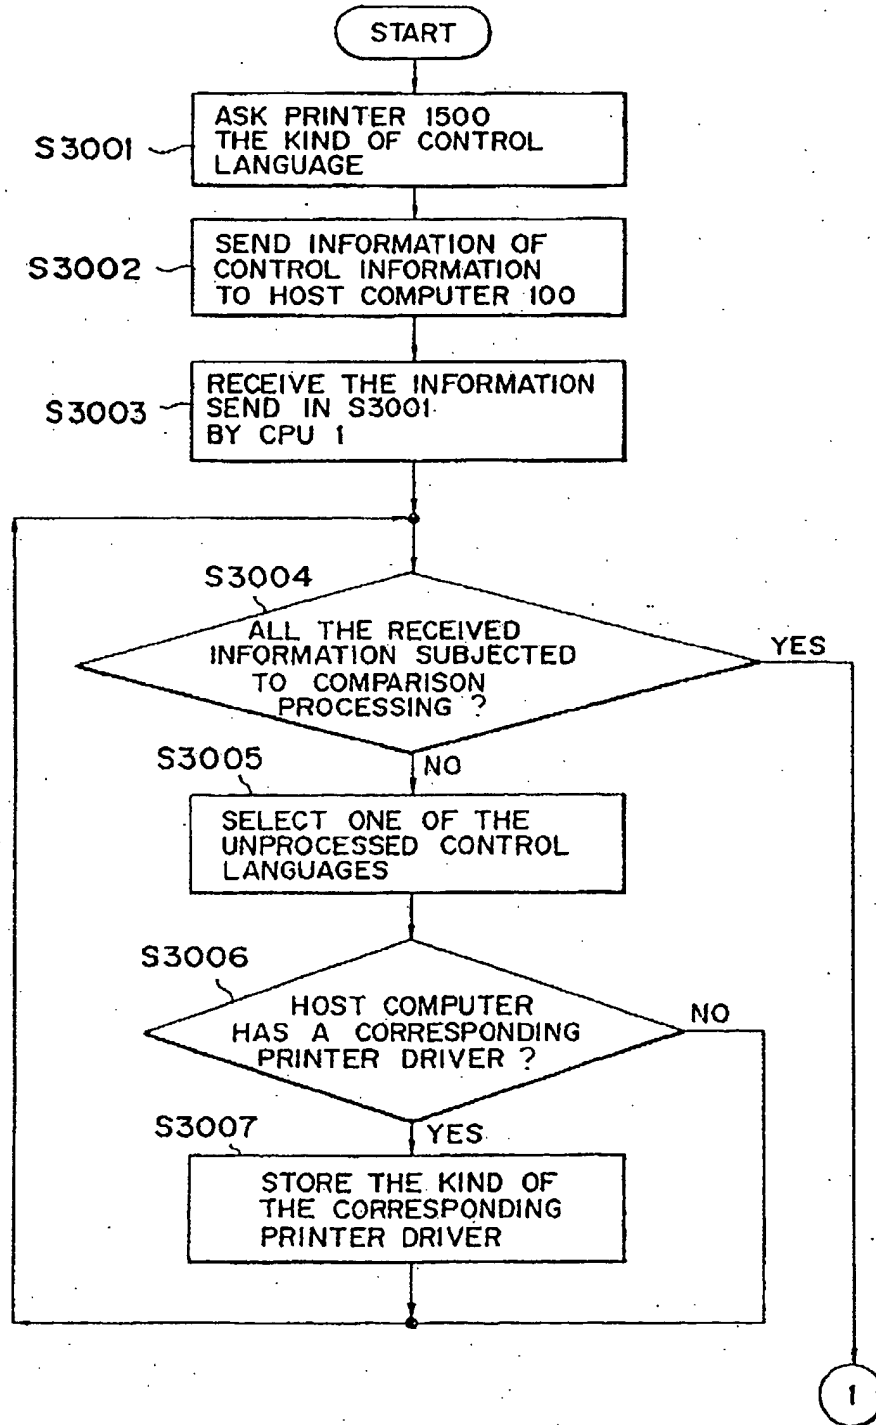 START
S3001
ASK PRINTER 1500
THE KIND OF CONTROL
LANGUAGE
S3002
SEND INFORMATION OF
CONTROL INFORMATION
TO HOST COMPUTER 100
S3003
RECEIVE THE INFORMATION
SEND IN S3001
BY CPU 1
S3004
ALL THE RECEIVED
INFORMATION SUBJECTED
TO COMPARISON
PROCESSING ?
YES
NO
S3005
SELECT ONE OF THE
UNPROCESSED CONTROL
LANGUAGES
S3006
HOST COMPUTER
HAS A CORRESPONDING
PRINTER DRIVER ?
NO
YES
S3007
STORE THE KIND OF
THE CORRESPONDING
PRINTER DRIVER
1